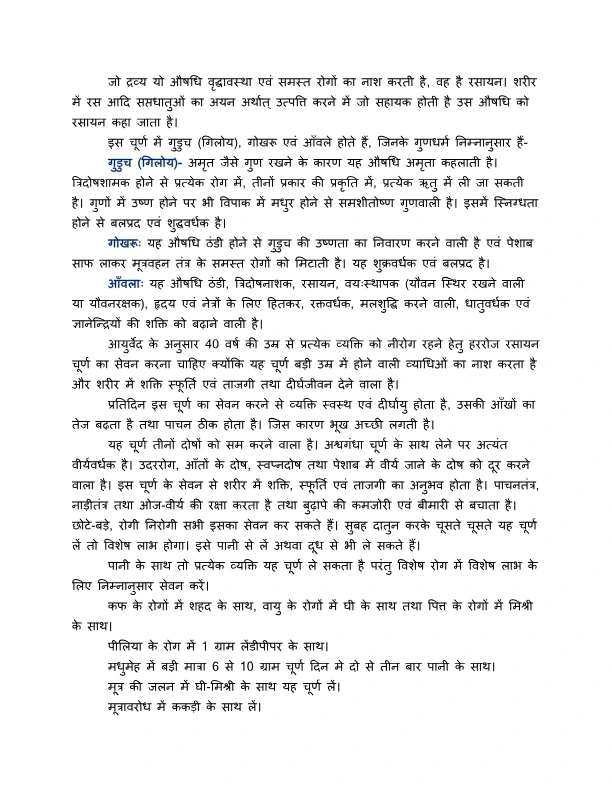 जो द्रव्य यो औषधि वृद्धावस्था एवं समस्त रोगों का नाश करती है, वह है रसायन। शरीर
में रस आदि सप्तधातुओं का अयन अर्थात् उत्पत्ति करने में जो सहायक होती है उस औषधि को
रसायन कहा जाता है।
इस चूर्ण में गुडुच (गिलोय), गोखरू एवं आँवले होते हैं, जिनके गुणधर्म निम्नानुसार हैं-
गुडुच (गिलोय)- अमृत जैसे गुण रखने के कारण यह औषधि अमृता कहलाती है।
त्रिदोषशामक होने से प्रत्येक रोग में, तीनों प्रकार की प्रकृति में, प्रत्येक ऋतु में ली जा सकती
है। गुणों में उष्ण होने पर भी विपाक में मधुर होने से समशीतोष्ण गुणवाली है। इसमें स्निग्धता
होने से बलप्रद एवं शुद्धवर्धक है।
गोखरूः यह औषधि ठंडी होने से गुडुच की उष्णता का निवारण करने वाली है एवं पेशाब
साफ लाकर मूत्रवहन तंत्र के समस्त रोगों को मिटाती है। यह शुक्रवर्धक एवं बलप्रद है।
आँवलाः यह औषधि ठंडी, त्रिदोषनाशक, रसायन, वयःस्थापक (यौवन स्थिर रखने वाली
या यौवनरक्षक), हृदय एवं नेत्रों के लिए हितकर, रक्तवर्धक, मलशुद्धि करने वाली, धातुवर्धक एवं
ज्ञानेन्द्रियों की शक्ति को बढ़ाने वाली है।
आयुर्वेद के अनुसार 40 वर्ष की उम्र से प्रत्येक व्यक्ति को नीरोग रहने हेतु हररोज रसायन
चूर्ण का सेवन करना चाहिए क्योंकि यह चूर्ण बड़ी उम्र में होने वाली व्याधिओं का नाश करता है
और शरीर में शक्ति स्फूर्ति एवं ताजगी तथा दीर्घजीवन देने वाला है।
प्रतिदिन इस चूर्ण का सेवन करने से व्यक्ति स्वस्थ एवं दीर्घायु होता है, उसकी आँखों का
तेज बढ़ता है तथा पाचन ठीक होता है। जिस कारण भूख अच्छी लगती है।
यह चूर्ण तीनों दोषों को सम करने वाला है। अश्वगंधा चूर्ण के साथ लेने पर अत्यंत
वीर्यवर्धक है। उदररोग, आँतों के दोष, स्वप्नदोष तथा पेशाब में वीर्य जाने के दोष को दूर करने
वाला है। इस चूर्ण के सेवन से शरीर में शक्ति, स्फूर्ति एवं ताजगी का अनुभव होता है। पाचनतंत्र,
नाड़ीतंत्र तथा ओज-वीर्य की रक्षा करता है तथा बुढ़ापे की कमजोरी एवं बीमारी से बचाता है।
छोटे-बड़े, रोगी निरोगी सभी इसका सेवन कर सकते हैं। सुबह दातुन करके चूसते चूसते यह चूर्ण
लें तो विशेष लाभ होगा। इसे पानी से लें अथवा दूध से भी ले सकते हैं।
पानी के साथ तो प्रत्येक व्यक्ति यह चूर्ण ले सकता है परंतु विशेष रोग में विशेष लाभ के
लिए निम्नानुसार सेवन करें।
कफ के रोगों में शहद के साथ, वायु के रोगों में घी के साथ तथा पित्त के रोगों में मिश्री
के साथ।
पीलिया के रोग में 1 ग्राम लेंडीपीपर के साथ।
मधुमेह में बड़ी मात्रा 6 से 10 ग्राम चूर्ण दिन मे दो से तीन बार पानी के साथ।
मूत्र की जलन में घी-मिश्री के साथ यह चूर्ण लें।
मूत्रावरोध में ककड़ी के साथ लें।